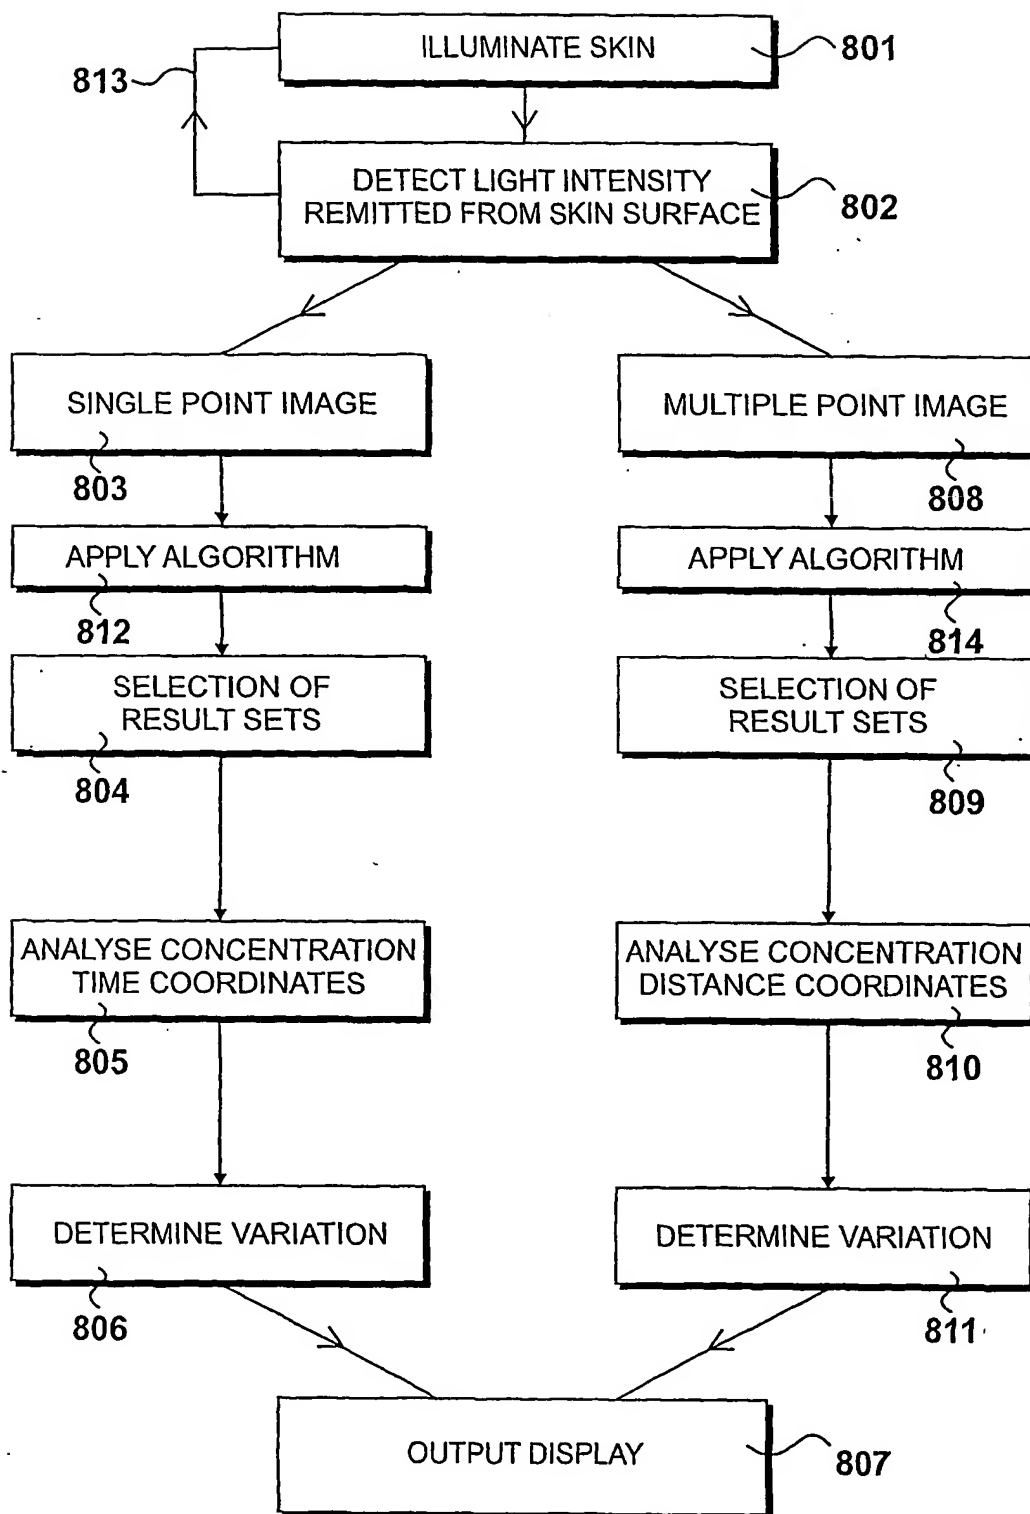 ILLUMINATE SKIN
801
813
DETECT LIGHT INTENSITY
REMITTED FROM SKIN SURFACE
802
SINGLE POINT IMAGE
803
MULTIPLE POINT IMAGE
808
APPLY ALGORITHM
812
APPLY ALGORITHM
814
SELECTION OF
RESULT SETS
804
SELECTION OF
RESULT SETS
809
ANALYSE CONCENTRATION
TIME COORDINATES
805
ANALYSE CONCENTRATION
DISTANCE COORDINATES
810
DETERMINE VARIATION
806
DETERMINE VARIATION
811
OUTPUT DISPLAY
807